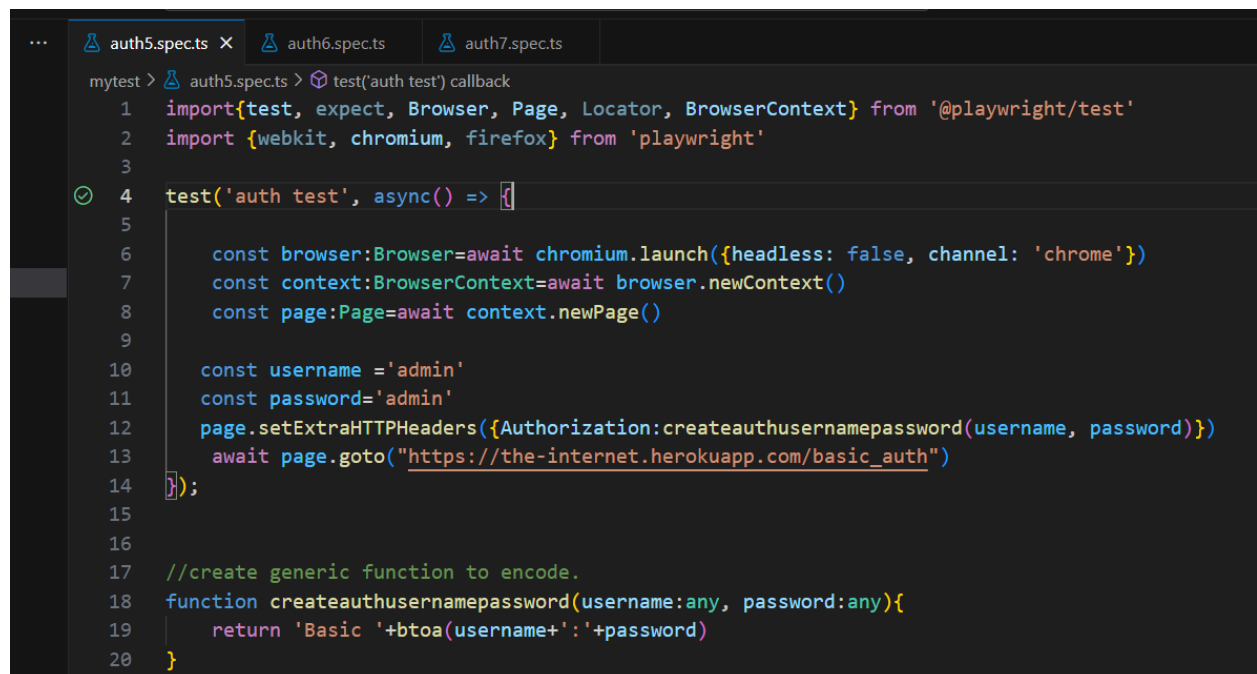 ... auth5.spec.ts × auth6.spec.ts auth7.spec.ts
mytest > auth5.spec.ts > test('auth test') callback
1 import{test, expect, Browser, Page, Locator, BrowserContext} from '@playwright/test'
2 import {webkit, chromium, firefox} from 'playwright'
3
4 test('auth test', async() => {
5
6 const browser:Browser=await chromium.launch({headless: false, channel: 'chrome'})
7 const context:BrowserContext=await browser.newContext()
8 const page:Page=await context.newPage()
9
10 const username ='admin'
11 const password='admin'
12 page.setExtraHTTPHeaders({Authorization:createauthusernamepassword(username, password)})
13 await page.goto("https://the-internet.herokuapp.com/basic_auth")
14 });
15
16
17 //create generic function to encode.
18 function createauthusernamepassword(username:any, password:any){
19 return 'Basic '+btoa(username+':'+password)
20 }